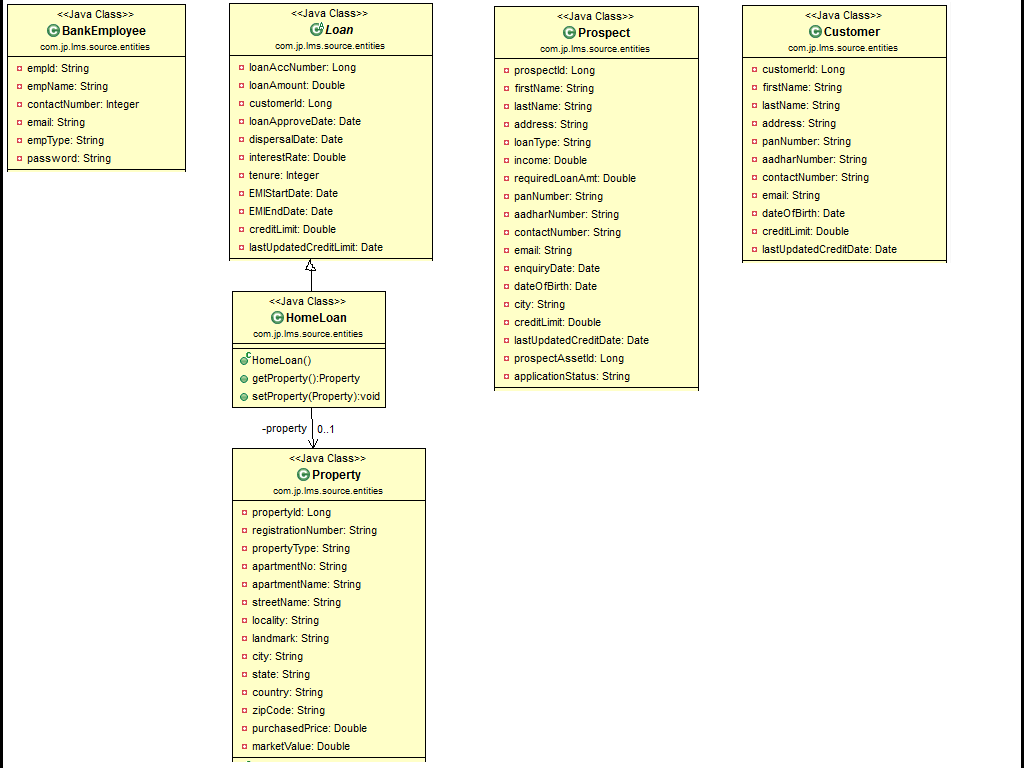 <<Java Class>>
BankEmployee
com.jp.lms.source.entities
empId: String
empName: String
contactNumber: Integer
email: String
empType: String
password: String
<<Java Class>>
Loan
com.jp.lms.source.entities
loanAccNumber: Long
loanAmount: Double
customerId: Long
loanApproveDate: Date
dispersalDate: Date
interestRate: Double
tenure: Integer
EMIStartDate: Date
EMIEndDate: Date
creditLimit: Double
lastUpdatedCreditLimit: Date
<<Java Class>>
HomeLoan
com.jp.lms.source.entities
HomeLoan()
getProperty():Property
setProperty(Property):void
-property 0..1
<<Java Class>>
Property
com.jp.lms.source.entities
propertyId: Long
registrationNumber: String
propertyType: String
apartmentNo: String
apartmentName: String
streetName: String
locality: String
landmark: String
city: String
state: String
country: String
zipCode: String
purchasedPrice: Double
marketValue: Double
<<Java Class>>
Prospect
com.jp.lms.source.entities
prospectId: Long
firstName: String
lastName: String
address: String
loanType: String
income: Double
requiredLoanAmt: Double
panNumber: String
aadharNumber: String
contactNumber: String
email: String
enquiryDate: Date
dateOfBirth: Date
city: String
creditLimit: Double
lastUpdatedCreditDate: Date
prospectAssetId: Long
applicationStatus: String
<<Java Class>>
Customer
com.jp.lms.source.entities
customerId: Long
firstName: String
lastName: String
address: String
panNumber: String
aadharNumber: String
contactNumber: String
email: String
dateOfBirth: Date
creditLimit: Double
lastUpdatedCreditDate: Date